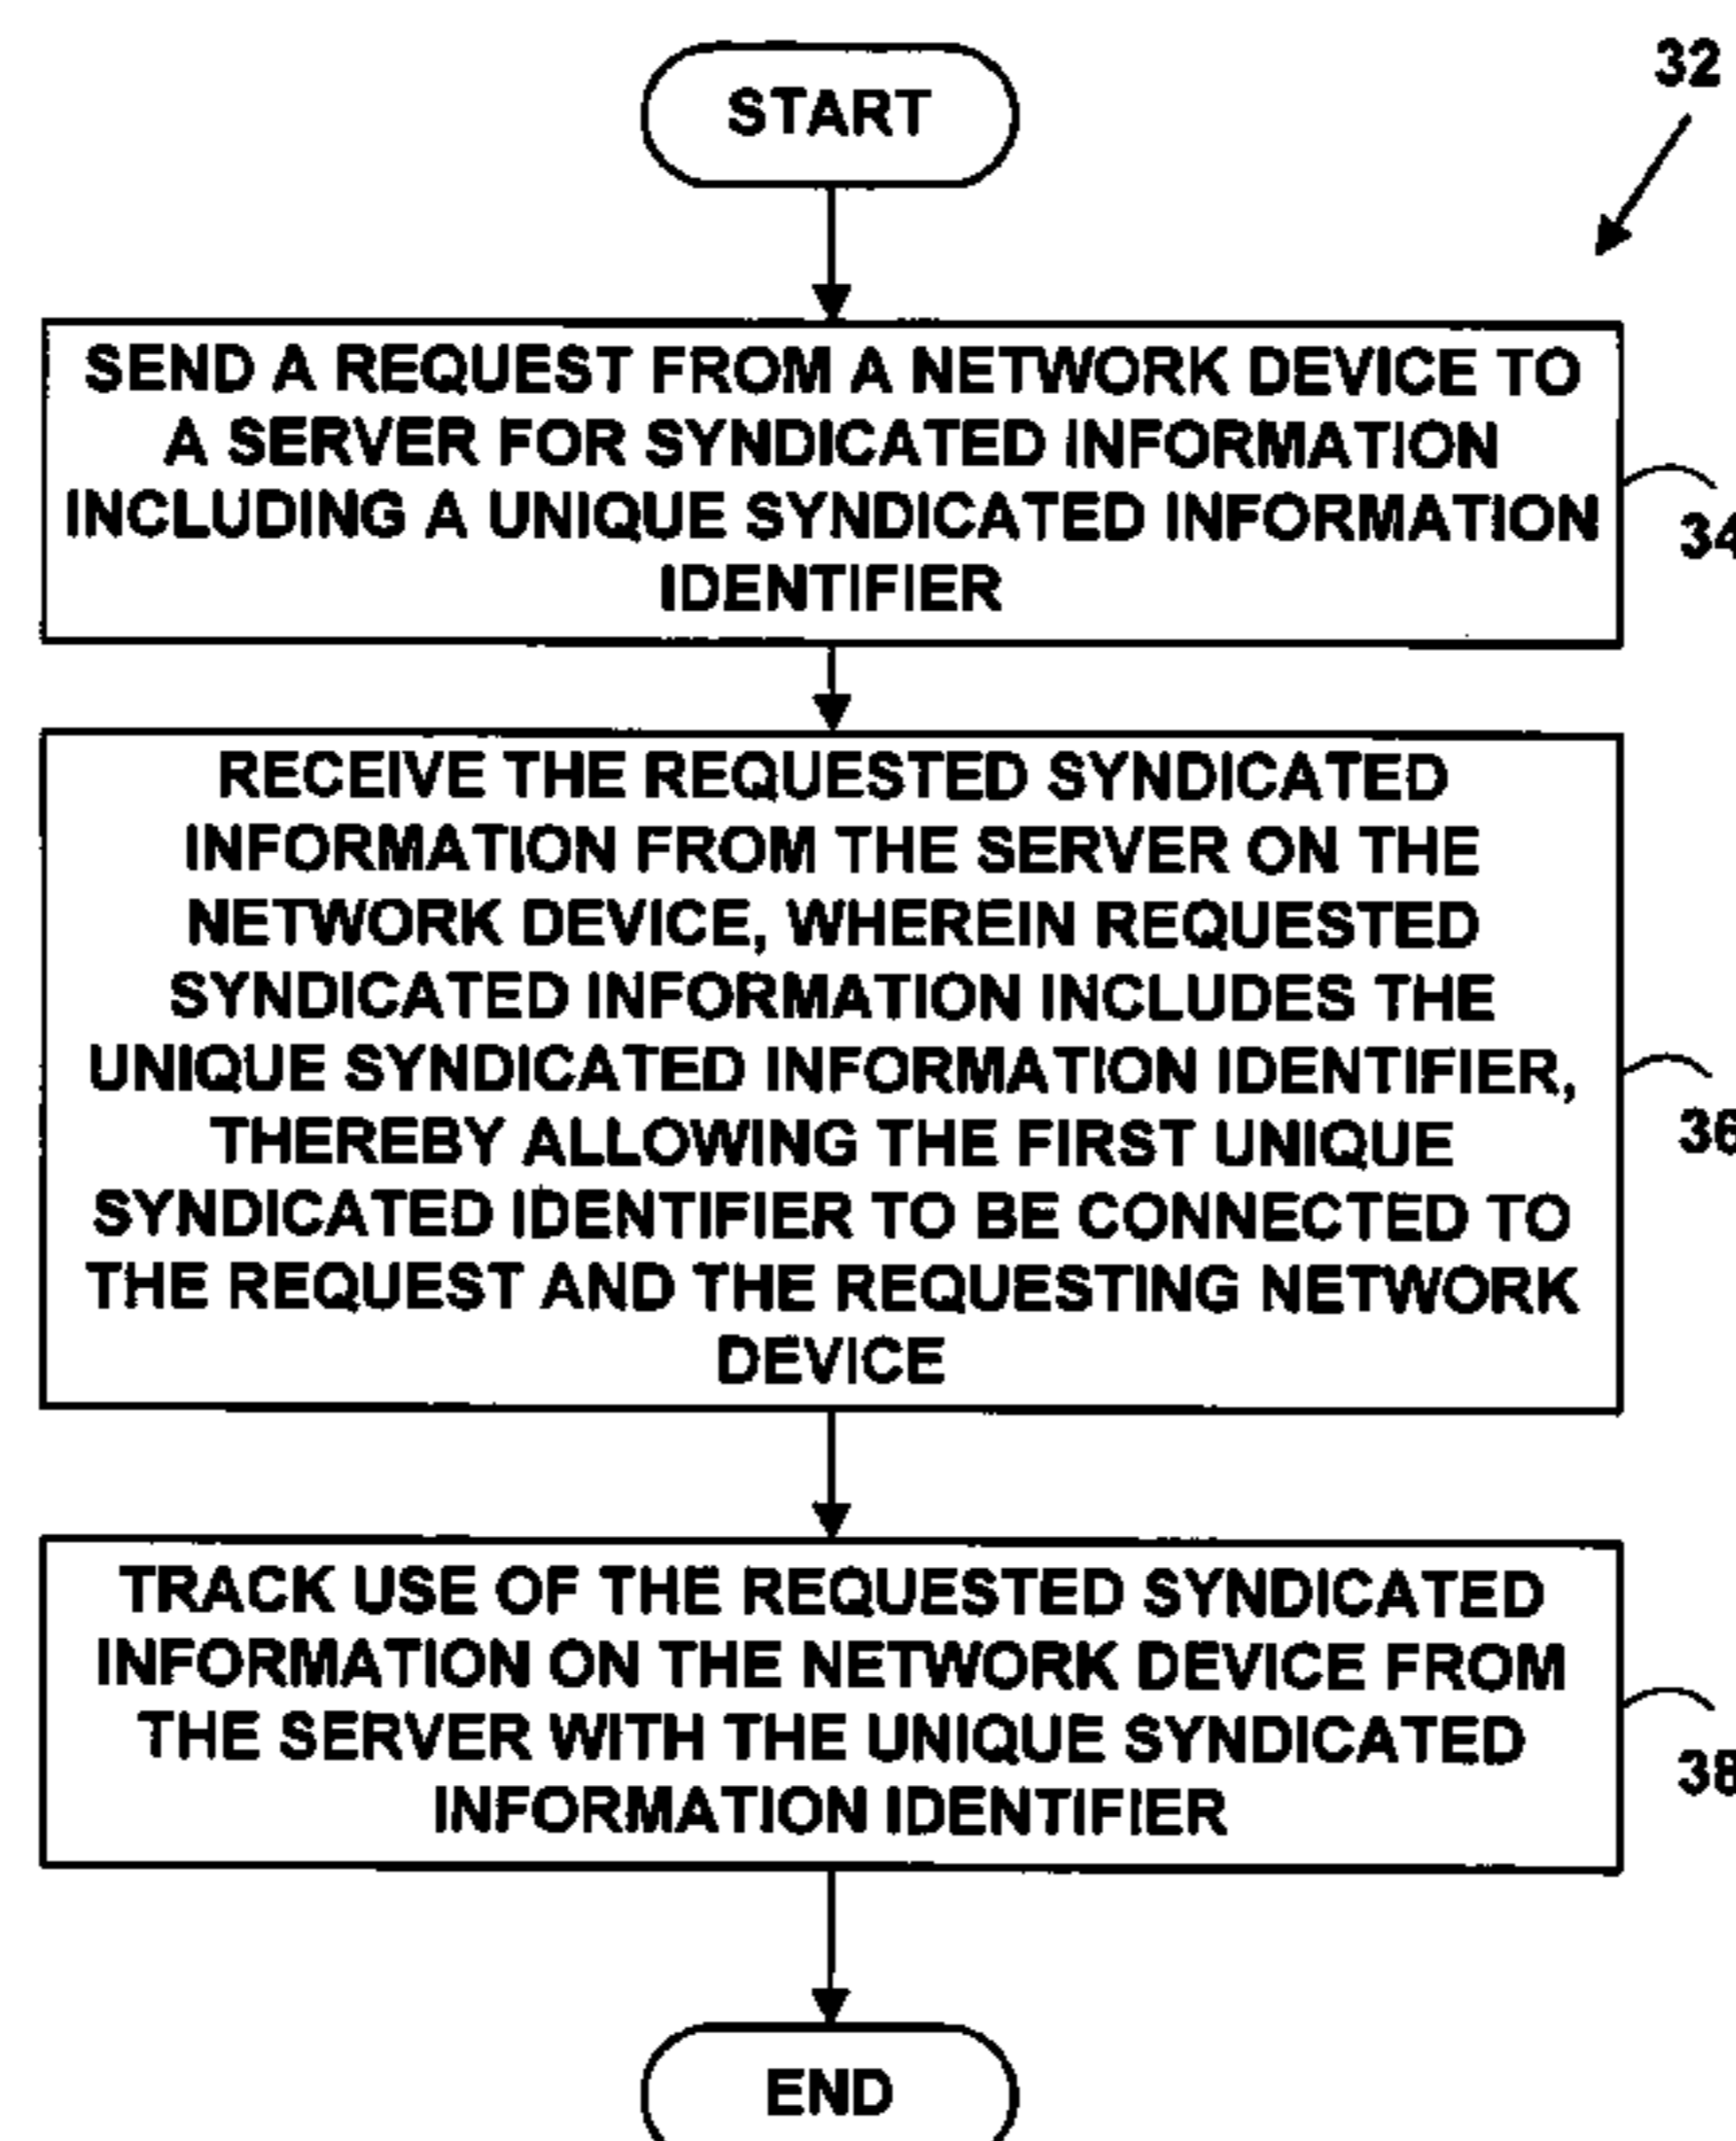 START
32
SEND A REQUEST FROM A NETWORK DEVICE TO
A SERVER FOR SYNDICATED INFORMATION
INCLUDING A UNIQUE SYNDICATED INFORMATION
IDENTIFIER
34
RECEIVE THE REQUESTED SYNDICATED
INFORMATION FROM THE SERVER ON THE
NETWORK DEVICE, WHEREIN REQUESTED
SYNDICATED INFORMATION INCLUDES THE
UNIQUE SYNDICATED INFORMATION IDENTIFIER,
THEREBY ALLOWING THE FIRST UNIQUE
SYNDICATED IDENTIFIER TO BE CONNECTED TO
THE REQUEST AND THE REQUESTING NETWORK
DEVICE
36
TRACK USE OF THE REQUESTED SYNDICATED
INFORMATION ON THE NETWORK DEVICE FROM
THE SERVER WITH THE UNIQUE SYNDICATED
INFORMATION IDENTIFIER
38
END